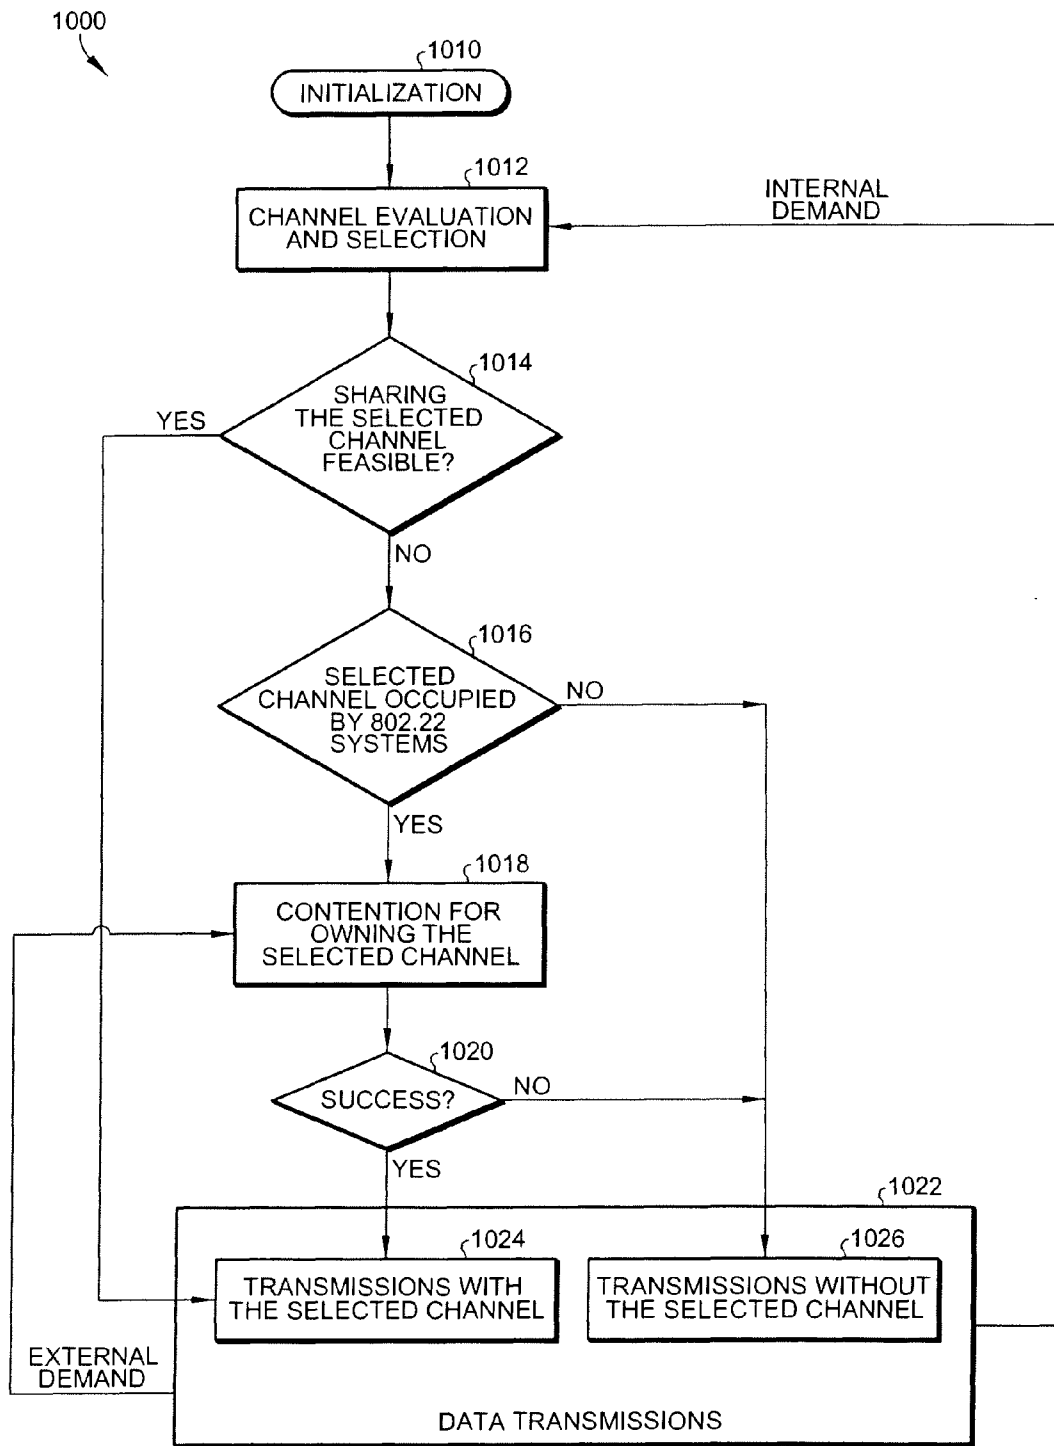 1000
1010
INITIALIZATION
1012
CHANNEL EVALUATION
AND SELECTION
INTERNAL
DEMAND
1014
SHARING
THE SELECTED
CHANNEL
FEASIBLE?
YES
NO
1016
SELECTED
CHANNEL OCCUPIED
BY 802.22
SYSTEMS
NO
YES
1018
CONTENTION FOR
OWNING THE
SELECTED CHANNEL
1020
SUCCESS?
NO
YES
1022
1024
TRANSMISSIONS WITH
THE SELECTED CHANNEL
1026
TRANSMISSIONS WITHOUT
THE SELECTED CHANNEL
EXTERNAL
DEMAND
DATA TRANSMISSIONS